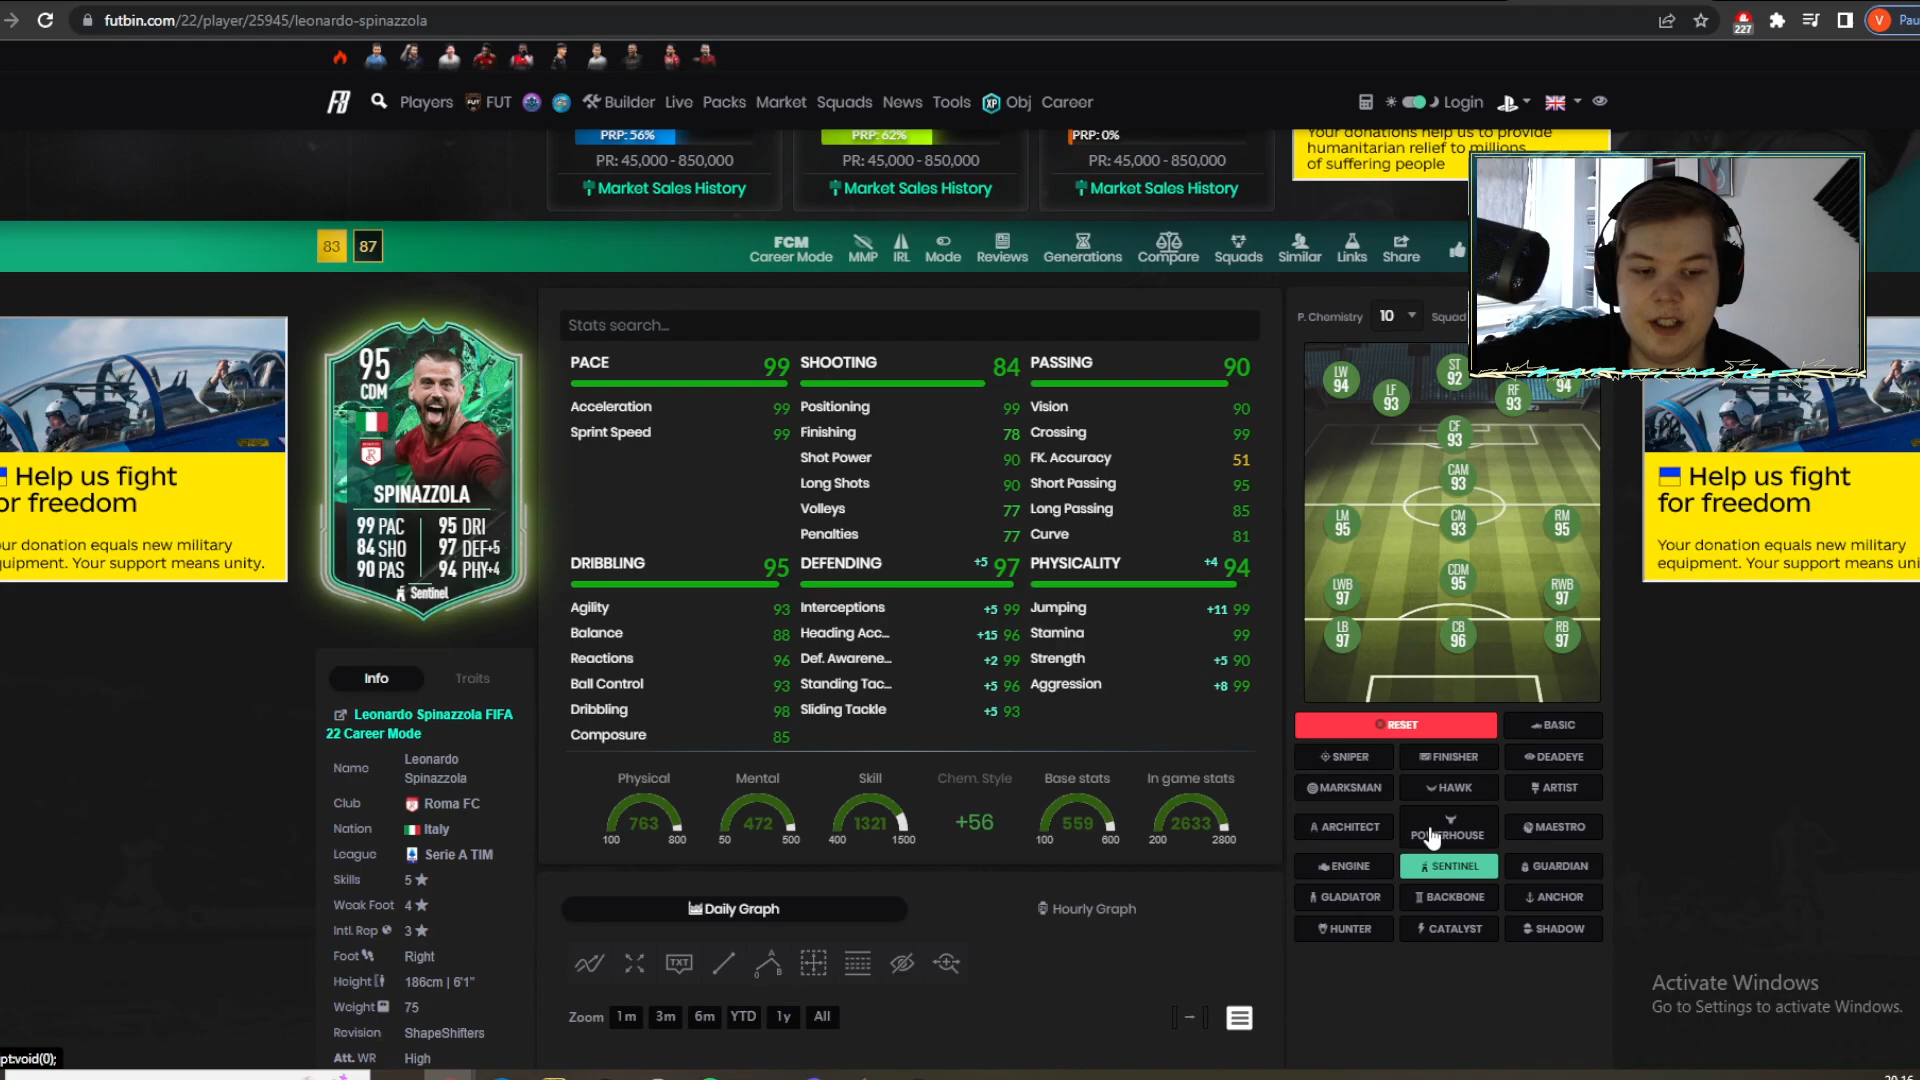 futbin.com/22/player/25945/leonardo-spinazzola
227
V
Pau
FB
Players
FUT
Builder
Live
Packs
Market
Squads
News
Tools
XP
Obj
Career
Login
PRP: 56%
PR: 45,000 - 850,000
Market Sales History
PRP: 62%
PR: 45,000 - 850,000
Market Sales History
PRP: 0%
PR: 45,000 - 850,000
Market Sales History
Your donations help us to provide
humanitarian relief to millions
of suffering people
83
87
FCM
Career Mode
MMP
IRL
Mode
Reviews
Generations
Compare
Squads
Similar
Links
Share
Help us fight
or freedom
our donation equals new military
equipment. Your support means unity.
95
CDM
SPINAZZOLA
99 PAC
95 DRI
84 SHO
97 DEF+5
90 PAS
94 PHY+4
Sentinel
Stats search...
PACE 99
Acceleration 99
Sprint Speed 99
SHOOTING 84
Positioning 99
Finishing 78
Shot Power 90
Long Shots 90
Volleys 77
Penalties 77
PASSING 90
Vision 90
Crossing 99
FK. Accuracy 51
Short Passing 95
Long Passing 85
Curve 81
DRIBBLING 95
Agility 93
Balance 88
Reactions 96
Ball Control 93
Dribbling 98
Composure 85
DEFENDING +5 97
Interceptions +5 99
Heading Acc... +15 96
Def. Awarene... +2 99
Standing Tac... +5 96
Sliding Tackle +5 93
PHYSICALITY +4 94
Jumping +11 99
Stamina 99
Strength +5 90
Aggression +8 99
Physical
763
100 800
Mental
472
50 500
Skill
1321
400 1500
Chem. Style
+56
Base stats
559
100 600
In game stats
2633
200 2800
Daily Graph
Hourly Graph
TXT
Zoom 1m 3m 6m YTD 1y All
P. Chemistry 10 Squad
LW
94
ST
92
94
LF
93
RF
93
CF
93
CAM
93
LM
95
CM
93
RM
95
CDM
95
LWB
97
RWB
97
LB
97
CB
96
RB
97
RESET
BASIC
SNIPER
FINISHER
DEADEYE
MARKSMAN
HAWK
ARTIST
ARCHITECT
POWERHOUSE
MAESTRO
ENGINE
SENTINEL
GUARDIAN
GLADIATOR
BACKBONE
ANCHOR
HUNTER
CATALYST
SHADOW
Info
Traits
Leonardo Spinazzola FIFA
22 Career Mode
Name Leonardo
Spinazzola
Club Roma FC
Nation Italy
League Serie A TIM
Skills 5
Weak Foot 4
Intl. Rep 3
Foot Right
Height 186cm | 6'1"
Weight 75
Revision ShapeShifters
Att. WR High
Help us fight
for freedom
Your donation equals new military
equipment. Your support means uni
Activate Windows
Go to Settings to activate Windows.
pt:void(0);
20:16